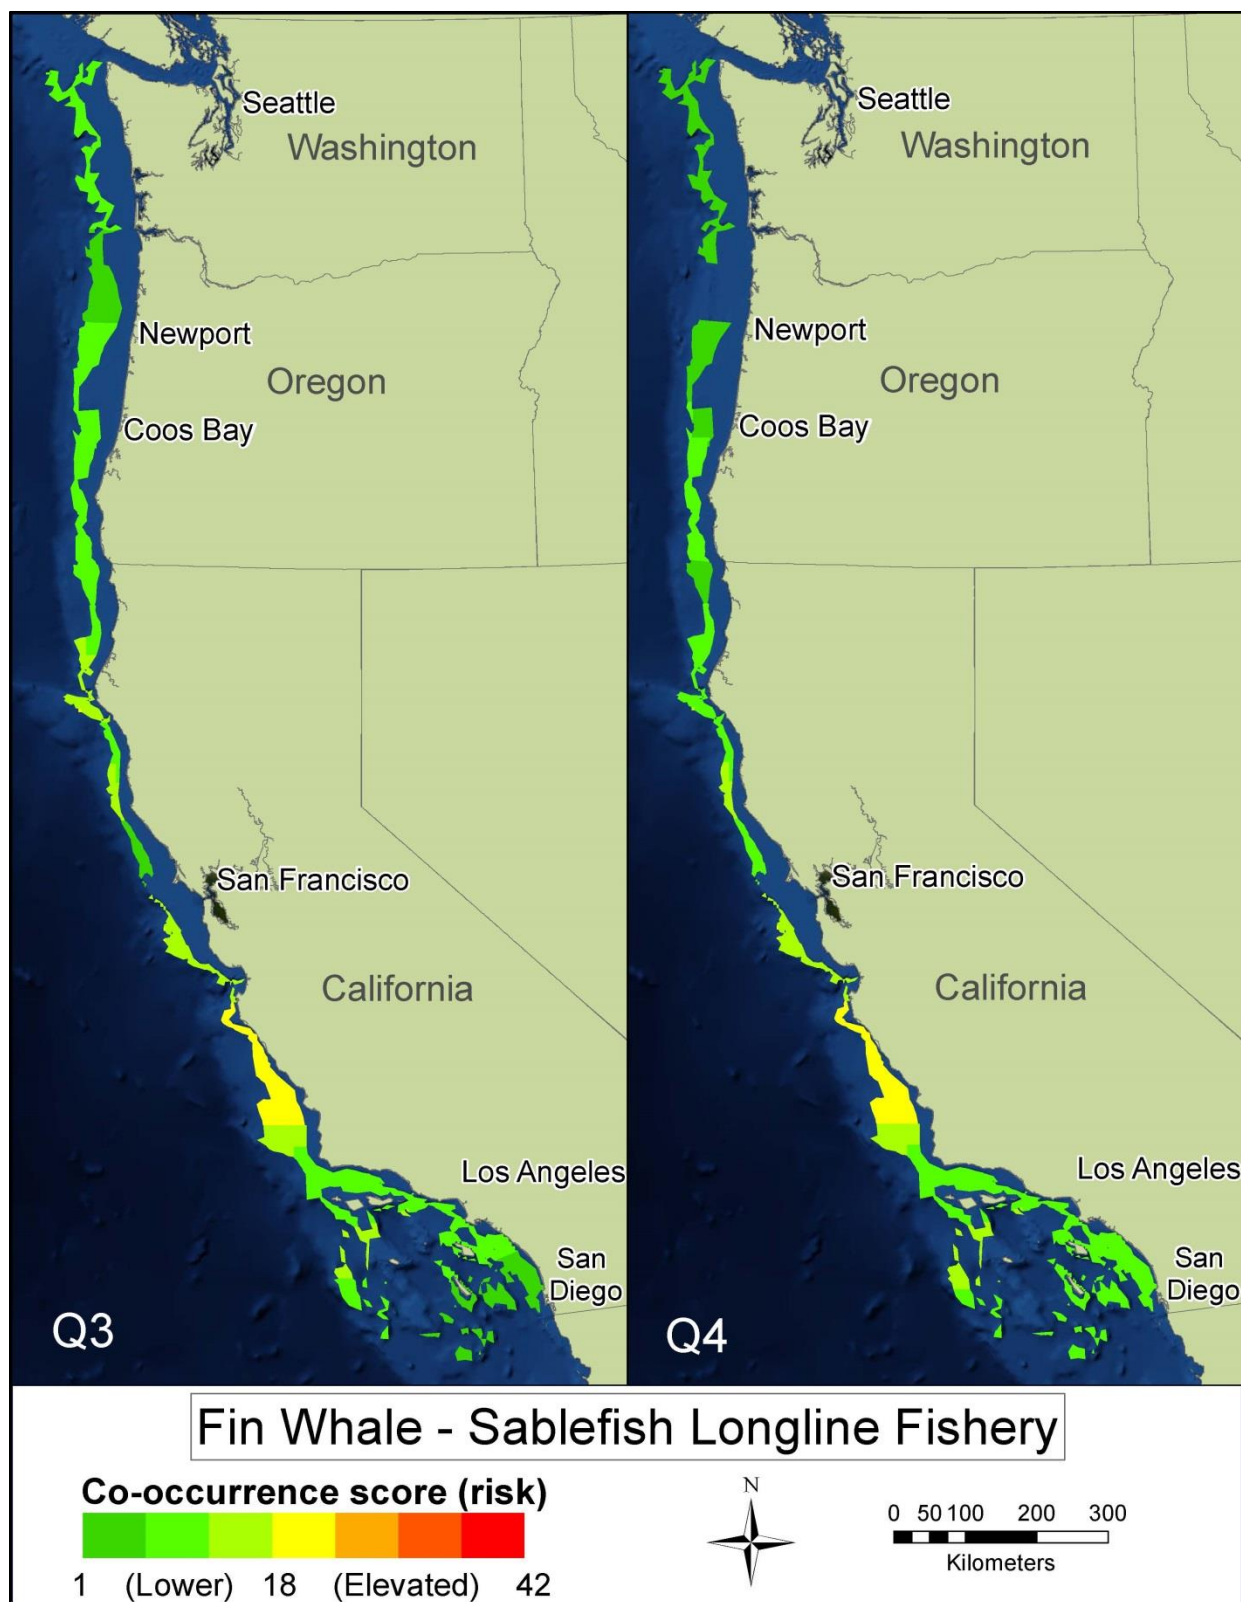 Seattle
Washington
Newport
Oregon
Coos Bay
San Francisco
California
Los Angeles
San
Diego
Q3
Seattle
Washington
Newport
Oregon
Coos Bay
San Francisco
California
Los Angeles
San
Diego
Q4
Fin Whale - Sablefish Longline Fishery
Co-occurrence score (risk)
1 (Lower) 18 (Elevated) 42
N
0 50 100 200 300
Kilometers